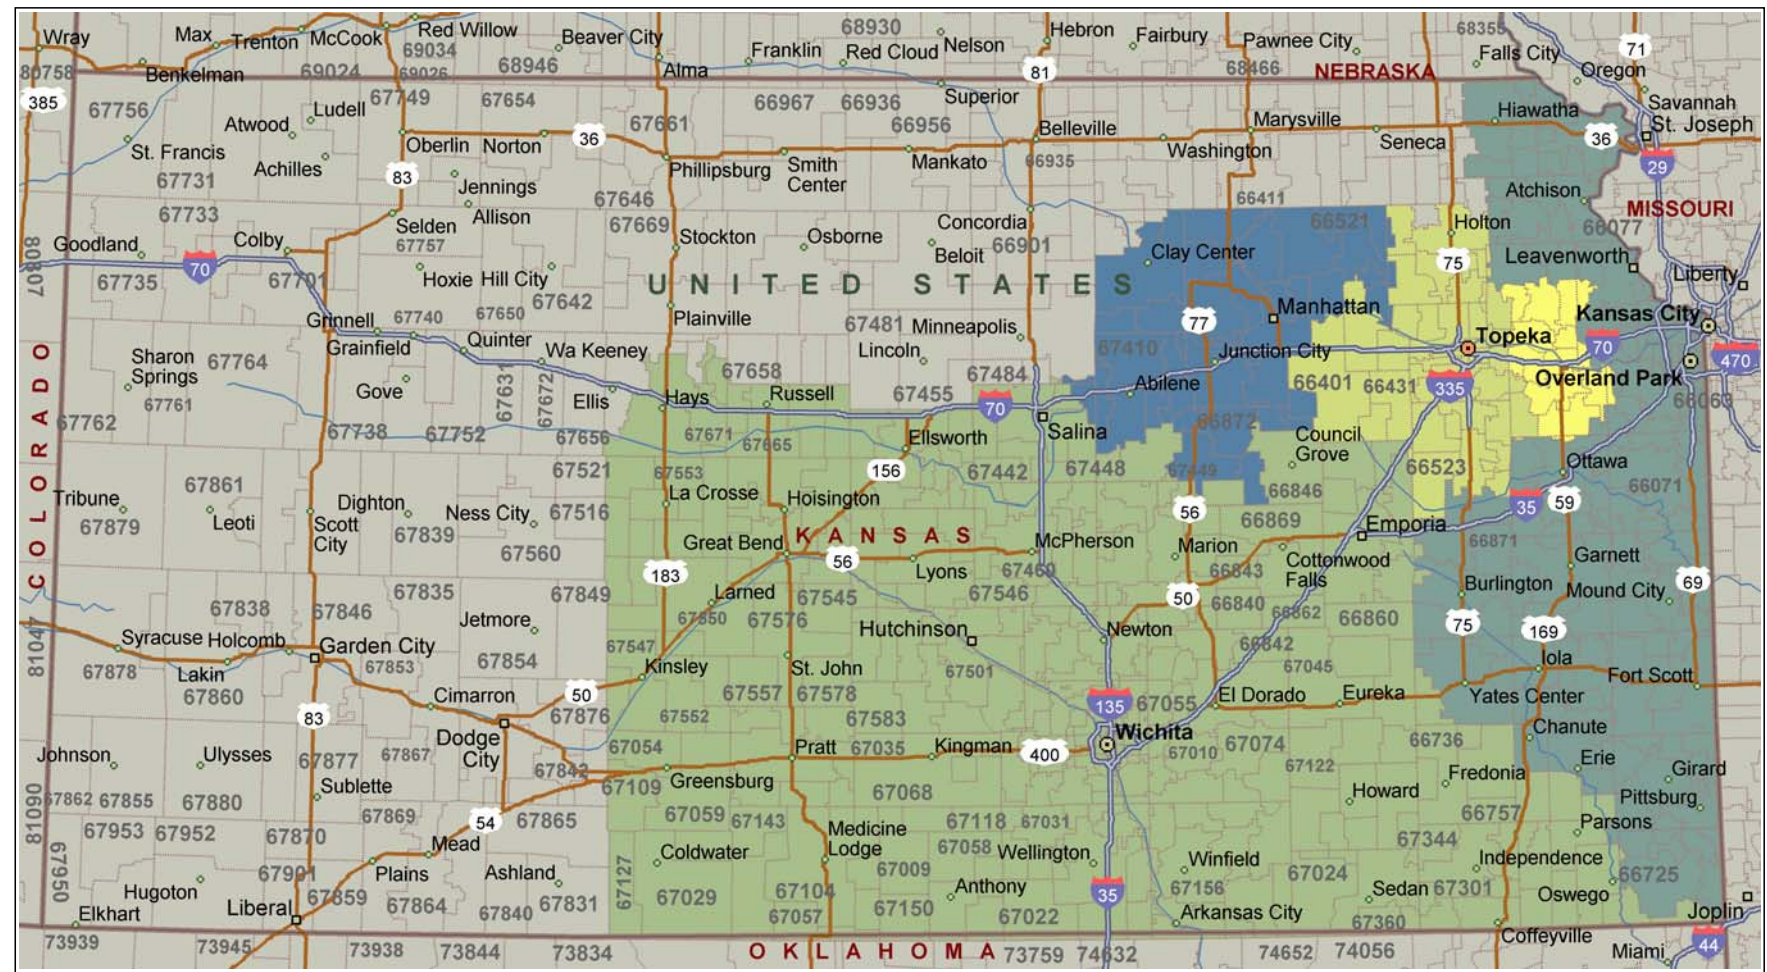 Wray
Max
Trenton
McCook
Red Willow
69034
Beaver City
Franklin
68930
Red Cloud
Nelson
Hebron
Fairbury
Pawnee City
68355
Falls City
71
Oregon
80758
Benkelman
69024
69026
68946
Alma
81
68466
NEBRASKA
385
67756
Ludell
67749
67654
66967
66936
Superior
Hiawatha
Savannah
Atwood
67661
66956
Belleville
Marysville
St. Joseph
St. Francis
Achilles
Oberlin
Norton
36
Phillipsburg
Smith
Center
Mankato
66935
Washington
Seneca
36
29
67731
83
Jennings
67646
66411
Atchison
67733
Selden
Allison
67669
Concordia
66521
Holton
66077
MISSOURI
Goodland
Colby
67757
Stockton
Osborne
Beloit
66901
Clay Center
75
Leavenworth
Liberty
80807
70
67735
67701
Hoxie
Hill City
67642
UNITED STATES
77
Manhattan
Kansas City
Grinnell
67740
67650
Plainville
67481
Minneapolis
Topeka
70
Grainfield
Quinter
Wa Keeney
Lincoln
67410
Junction City
470
Sharon
Springs
67764
67631
67672
67658
67484
Abilene
66401
66431
335
Overland Park
67761
Gove
Ellis
Hays
Russell
67455
70
66063
COLORADO
67762
67738
67752
67656
67671
67665
Ellsworth
Salina
66872
Council
Grove
67521
67553
156
67442
67448
67449
66523
Ottawa
Tribune
67861
Dighton
La Crosse
Hoisington
66846
66071
67879
Leoti
Scott
City
67839
Ness City
67516
56
66869
35
59
67560
Great Bend
KANSAS
McPherson
Marion
Emporia
66871
183
56
Lyons
67460
66843
Cottonwood
Falls
Garnett
67838
67846
67835
67849
Larned
67545
67546
50
Burlington
Mound City
69
67550
67576
66840
66862
66860
81047
Syracuse
Holcomb
Garden City
Jetmore
67547
Hutchinson
Newton
66842
75
169
67878
Lakin
67853
67854
Kinsley
St. John
67501
67045
Iola
67860
Cimarron
50
67557
67578
135
67055
El Dorado
Eureka
Yates Center
Fort Scott
83
67876
67552
67583
Wichita
Chanute
Johnson
Ulysses
67877
67867
Dodge
City
67054
Pratt
67035
Kingman
400
67010
67074
66736
Erie
67842
Greensburg
67122
Fredonia
Girard
81090
67862
67855
67880
Sublette
67109
67068
Howard
Pittsburg
67953
67952
67870
67869
54
67865
67059
67143
67118
67031
66757
Parsons
67950
Mead
Coldwater
Medicine
Lodge
67058
Wellington
67344
Hugoton
67901
Plains
Ashland
67127
67009
Winfield
67024
Independence
66725
Elkhart
Liberal
67859
67864
67840
67831
67029
67104
Anthony
35
67156
Sedan
67301
Oswego
67057
67150
67022
Arkansas City
67360
Joplin
73939
73945
73938
73844
73834
OKLAHOMA
73759
74632
74652
74056
Coffeyville
Miami
44